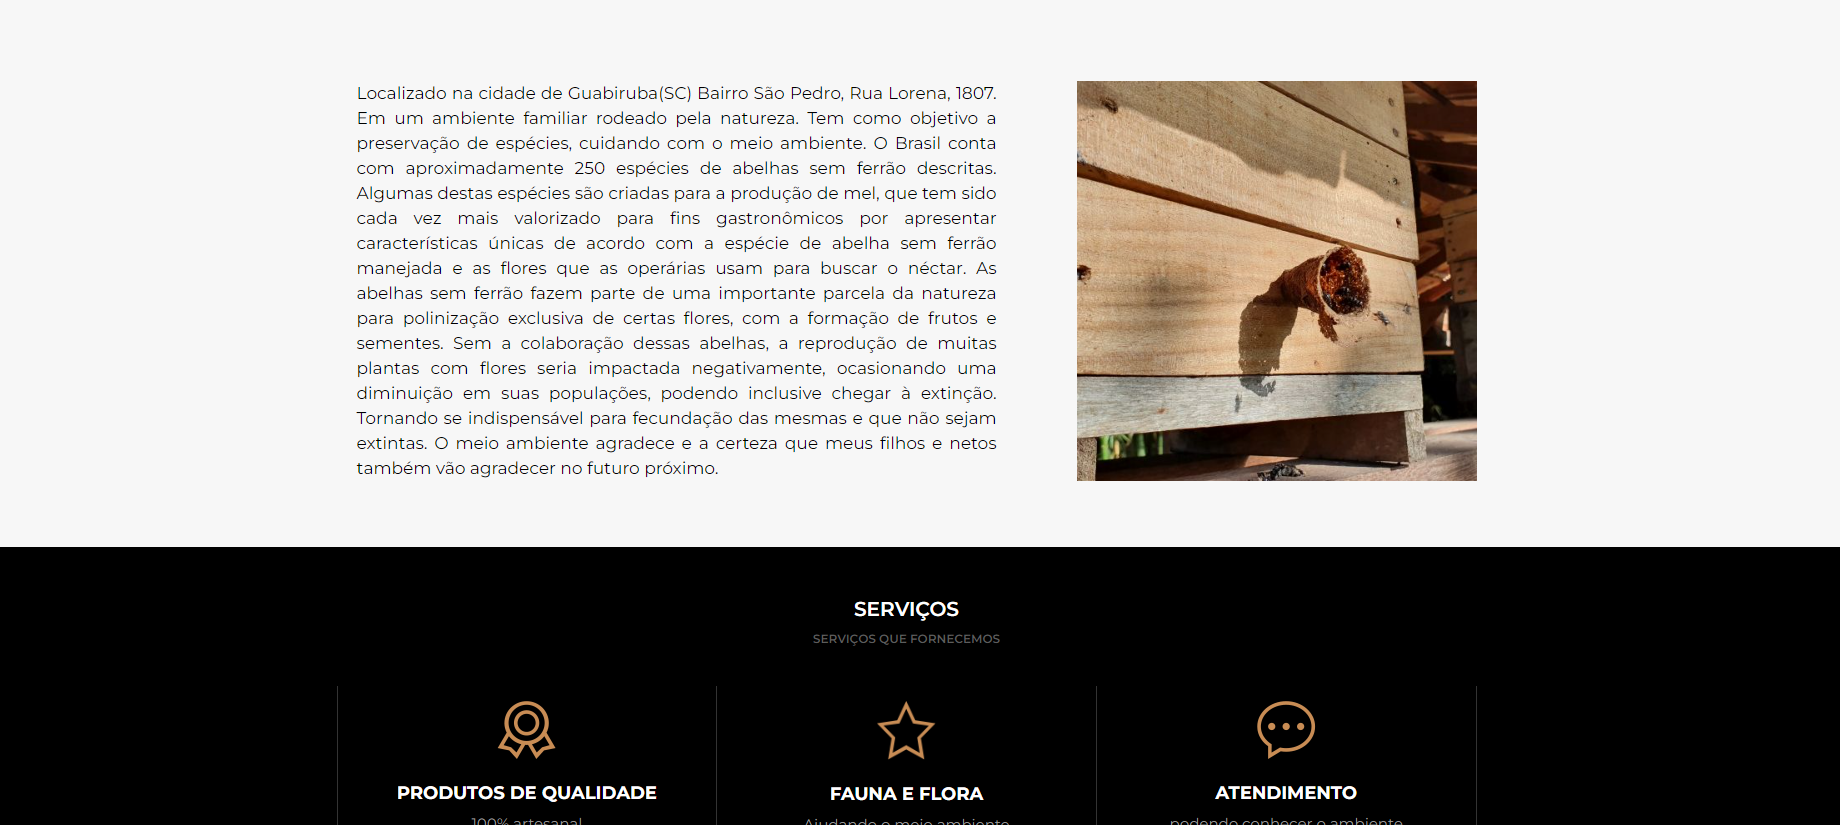 Localizado na cidade de Guabiruba(SC) Bairro São Pedro, Rua Lorena, 1807.
Em um ambiente familiar rodeado pela natureza. Tem como objetivo a
preservação de espécies, cuidando com o meio ambiente. O Brasil conta
com aproximadamente 250 espécies de abelhas sem ferrão descritas.
Algumas destas espécies são criadas para a produção de mel, que tem sido
cada vez mais valorizado para fins gastronômicos por apresentar
características únicas de acordo com a espécie de abelha sem ferrão
manejada e as flores que as operárias usam para buscar o néctar. As
abelhas sem ferrão fazem parte de uma importante parcela da natureza
para polinização exclusiva de certas flores, com a formação de frutos e
sementes. Sem a colaboração dessas abelhas, a reprodução de muitas
plantas com flores seria impactada negativamente, ocasionando uma
diminuição em suas populações, podendo inclusive chegar à extinção.
Tornando se indispensável para fecundação das mesmas e que não sejam
extintas. O meio ambiente agradece e a certeza que meus filhos e netos
também vão agradecer no futuro próximo.
SERVIÇOS
SERVIÇOS QUE FORNECEMOS
PRODUTOS DE QUALIDADE
FAUNA E FLORA
ATENDIMENTO
100% artesanal
Ajudando o meio ambiente
podendo conhecer o ambiente